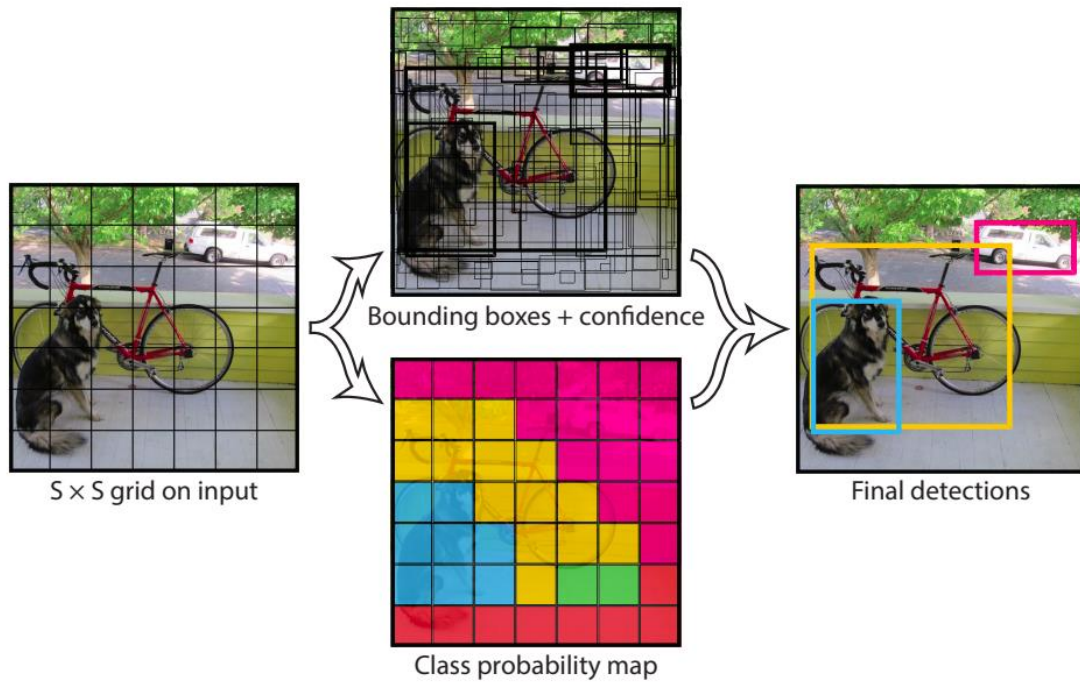 Bounding boxes + confidence
S × S grid on input
Final detections
Class probability map